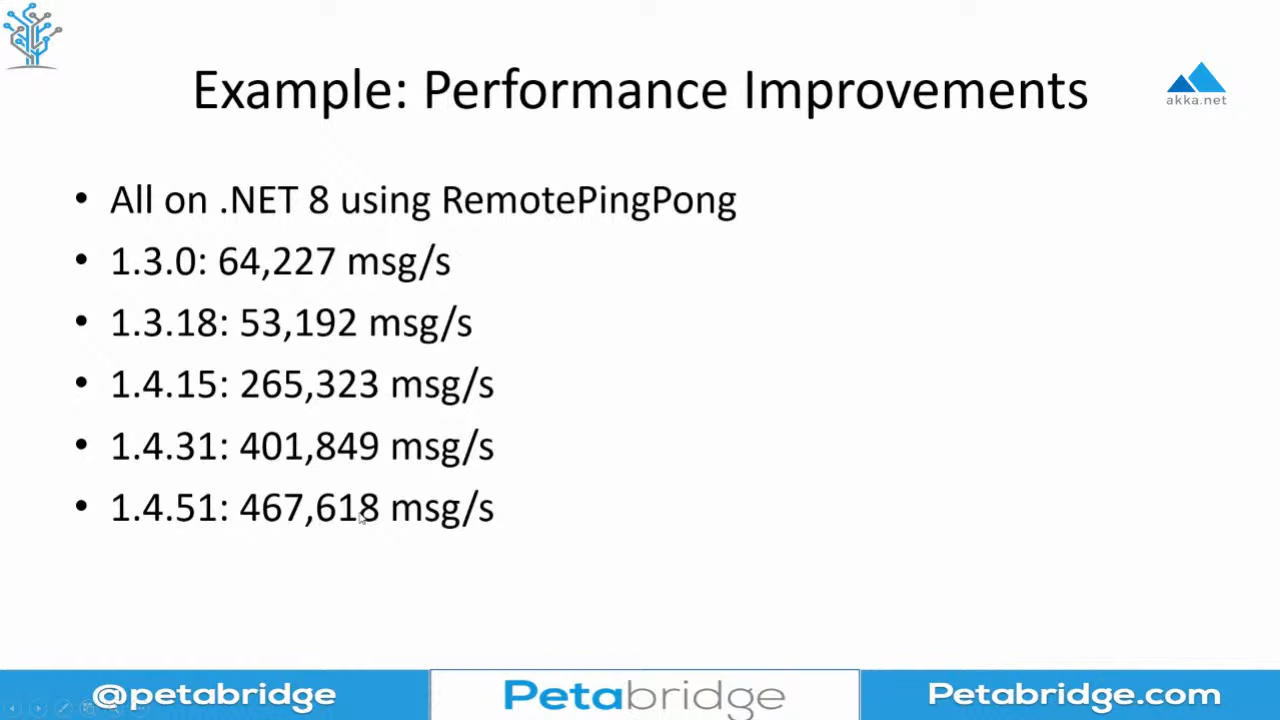 Example: Performance Improvements
akka.net
• All on .NET 8 using RemotePingPong
• 1.3.0: 64,227 msg/s
• 1.3.18: 53,192 msg/s
• 1.4.15: 265,323 msg/s
• 1.4.31: 401,849 msg/s
• 1.4.51: 467,618 msg/s
@petabridge
Petabridge
Petabridge.com